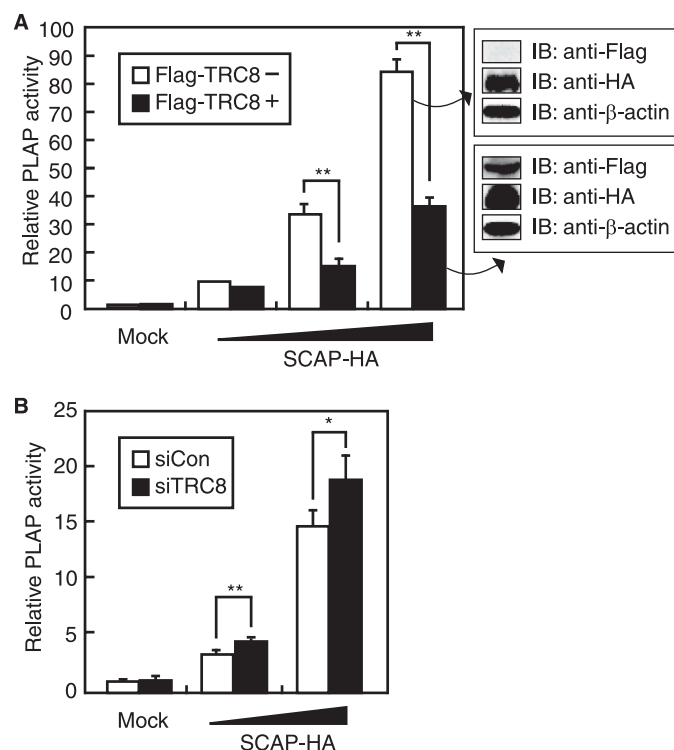 A
Relative PLAP activity
100
90
80
70
60
50
40
30
20
10
0
Flag-TRC8 −
Flag-TRC8 +
**
**
Mock
SCAP-HA
IB: anti-Flag
IB: anti-HA
IB: anti-β-actin
IB: anti-Flag
IB: anti-HA
IB: anti-β-actin
B
Relative PLAP activity
25
20
15
10
5
0
siCon
siTRC8
**
*
Mock
SCAP-HA